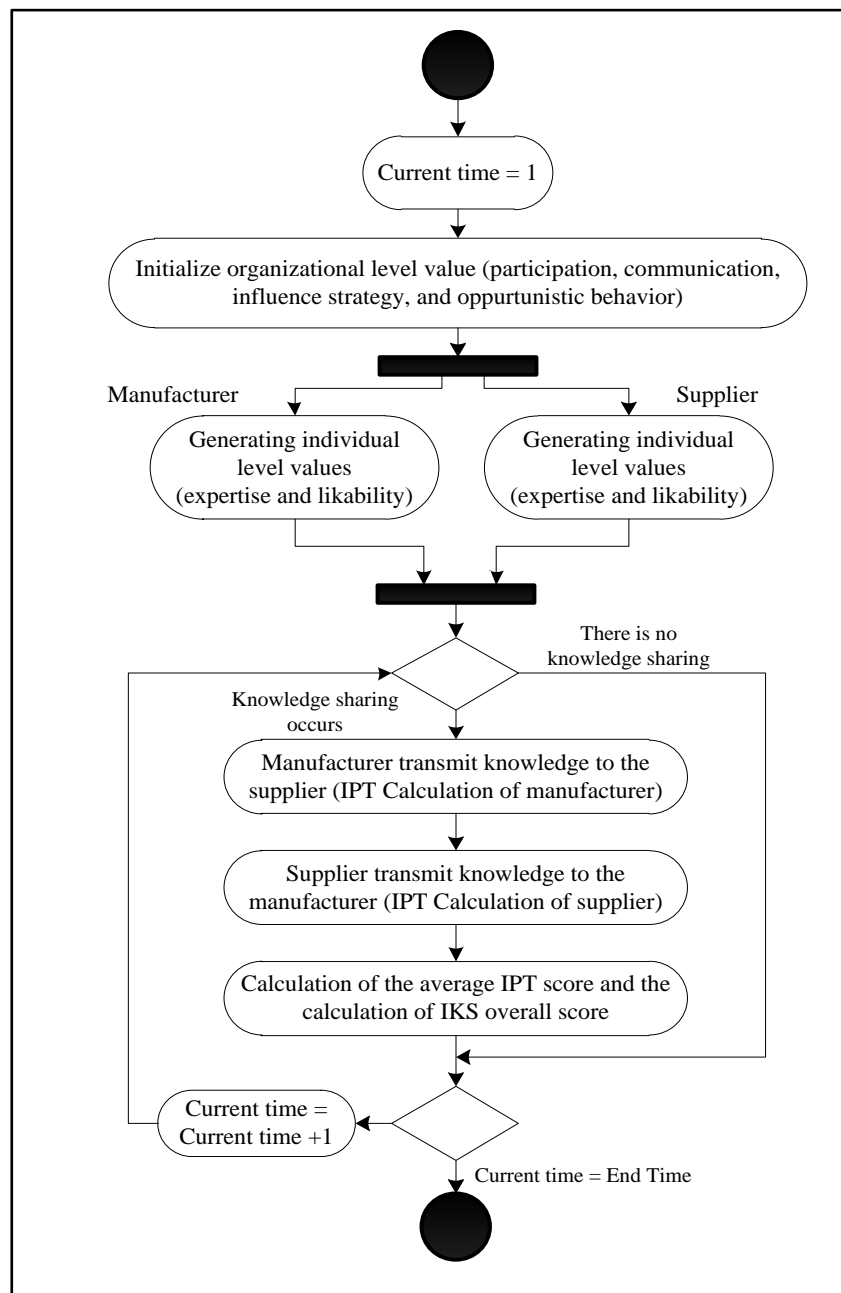 Current time = 1
Initialize organizational level value (participation, communication,
influence strategy, and oppurtunistic behavior)
Manufacturer
Supplier
Generating individual
level values
(expertise and likability)
Generating individual
level values
(expertise and likability)
There is no
knowledge sharing
Knowledge sharing
occurs
Manufacturer transmit knowledge to the
supplier (IPT Calculation of manufacturer)
Supplier transmit knowledge to the
manufacturer (IPT Calculation of supplier)
Calculation of the average IPT score and the
calculation of IKS overall score
Current time =
Current time +1
Current time = End Time